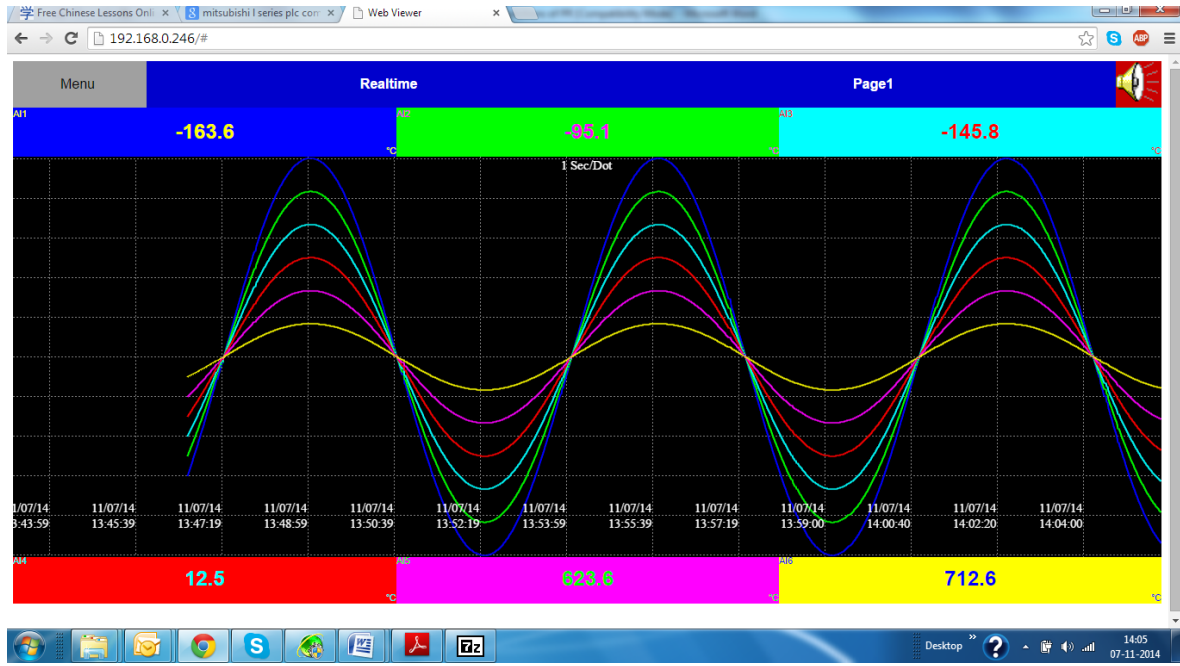 Free Chinese Lessons Onli
mitsubishi l series plc com
Web Viewer
192.168.0.246/#
ABP
Menu
Realtime
Page1
AI1
-163.6
°C
AI2
-95.1
°C
AI3
-145.8
°C
1 Sec/Dot
1/07/14 11/07/14 11/07/14 11/07/14 11/07/14 11/07/14 11/07/14 11/07/14 11/07/14 11/07/14 11/07/14 11/07/14 11/07/14
3:43:59 13:45:39 13:47:19 13:48:59 13:50:39 13:52:19 13:53:59 13:55:39 13:57:19 13:59:00 14:00:40 14:02:20 14:04:00
AI4
12.5
°C
AI5
623.6
°C
AI6
712.6
°C
7z
Desktop
14:05
07-11-2014